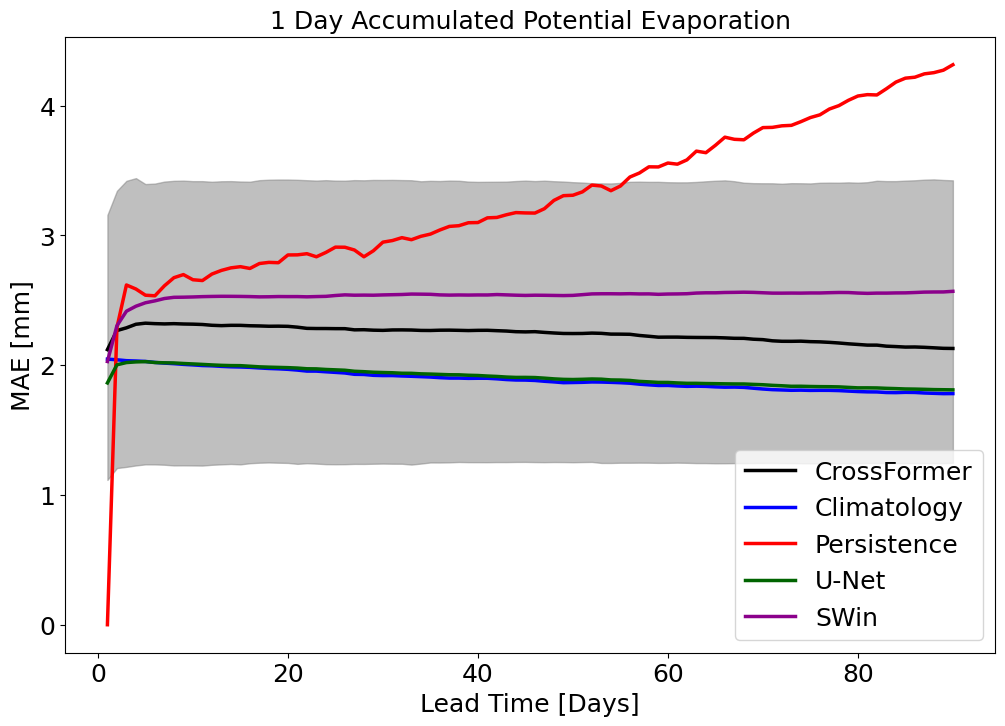 1 Day Accumulated Potential Evaporation
MAE [mm]
4
3
2
1
0
CrossFormer
Climatology
Persistence
U-Net
SWin
0 20 40 60 80
Lead Time [Days]